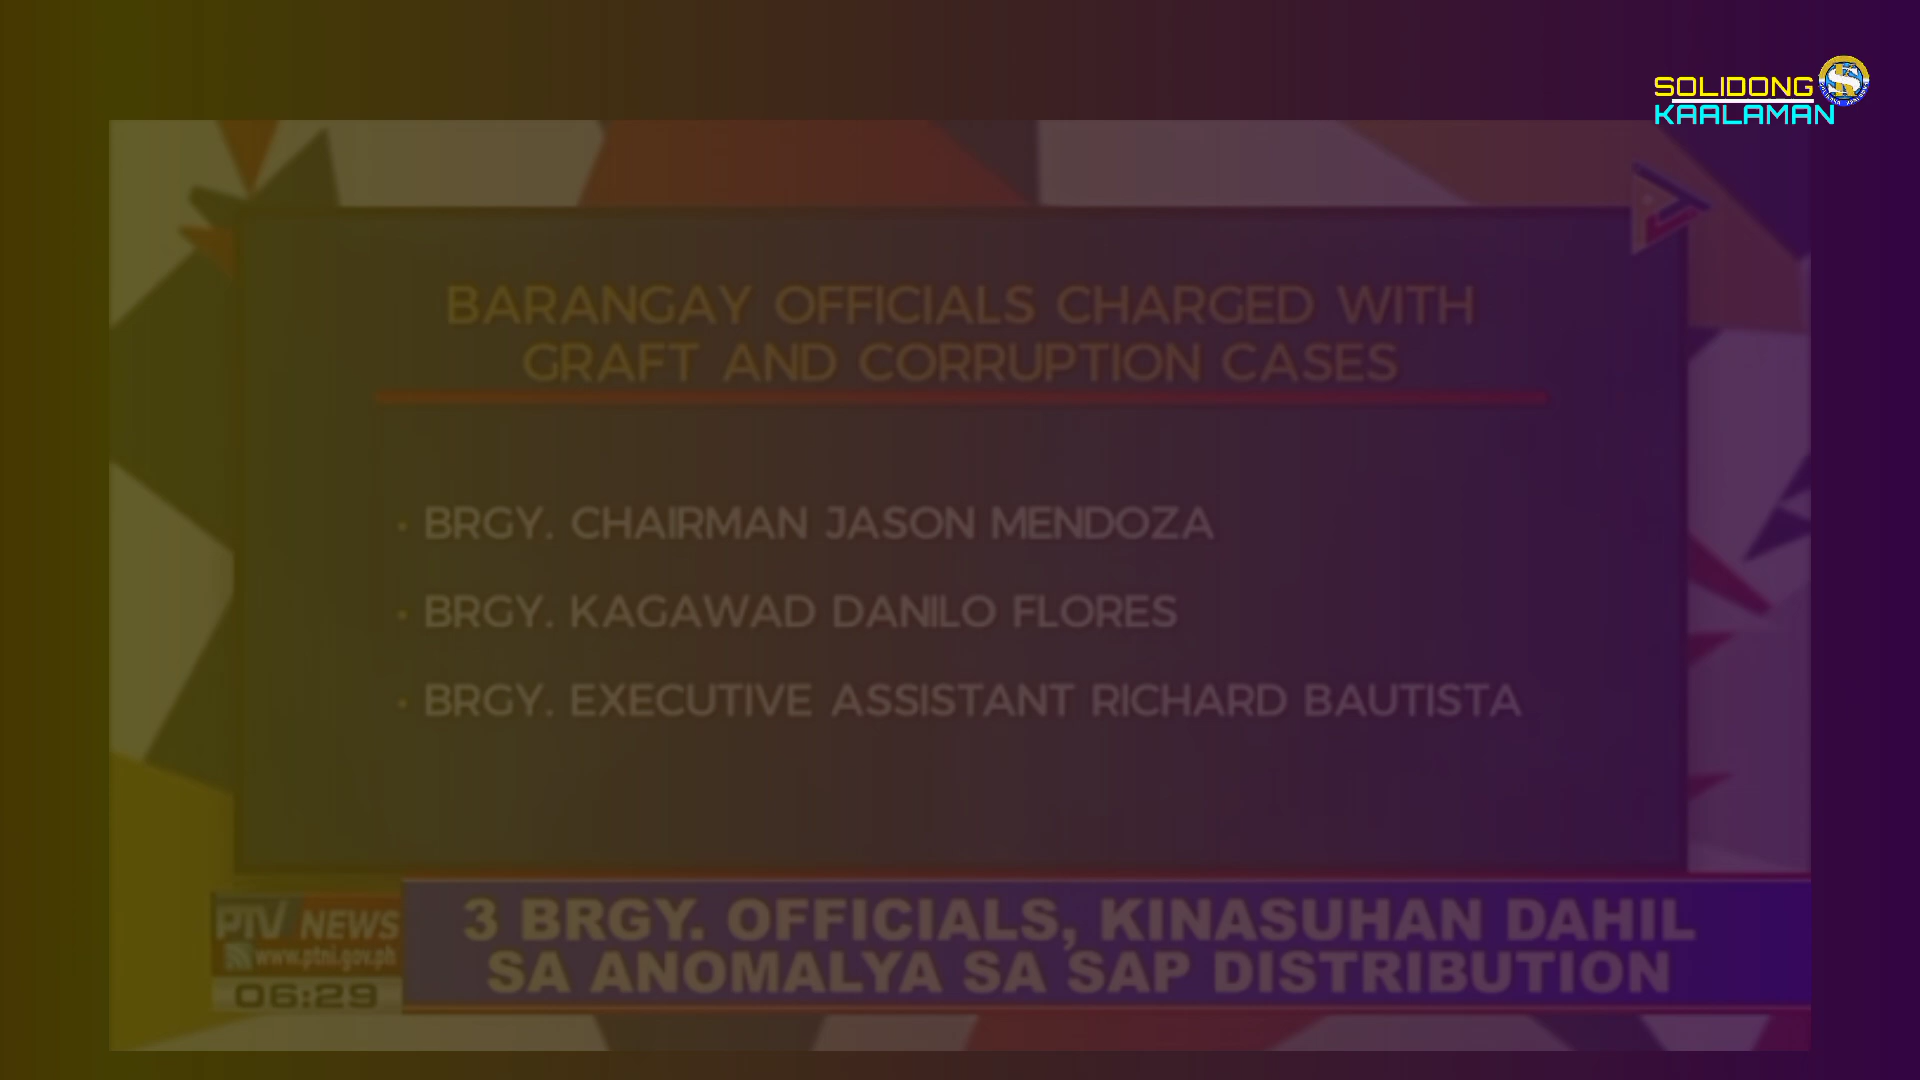 SOLIDONG
KAALAMAN
BARANGAY OFFICIALS CHARGED WITH
GRAFT AND CORRUPTION CASES
· BRGY. CHAIRMAN JASON MENDOZA
· BRGY. KAGAWAD DANILO FLORES
· BRGY. EXECUTIVE ASSISTANT RICHARD BAUTISTA
PTV NEWS
www.ptni.gov.ph
06:29
3 BRGY. OFFICIALS, KINASUHAN DAHIL
SA ANOMALYA SA SAP DISTRIBUTION